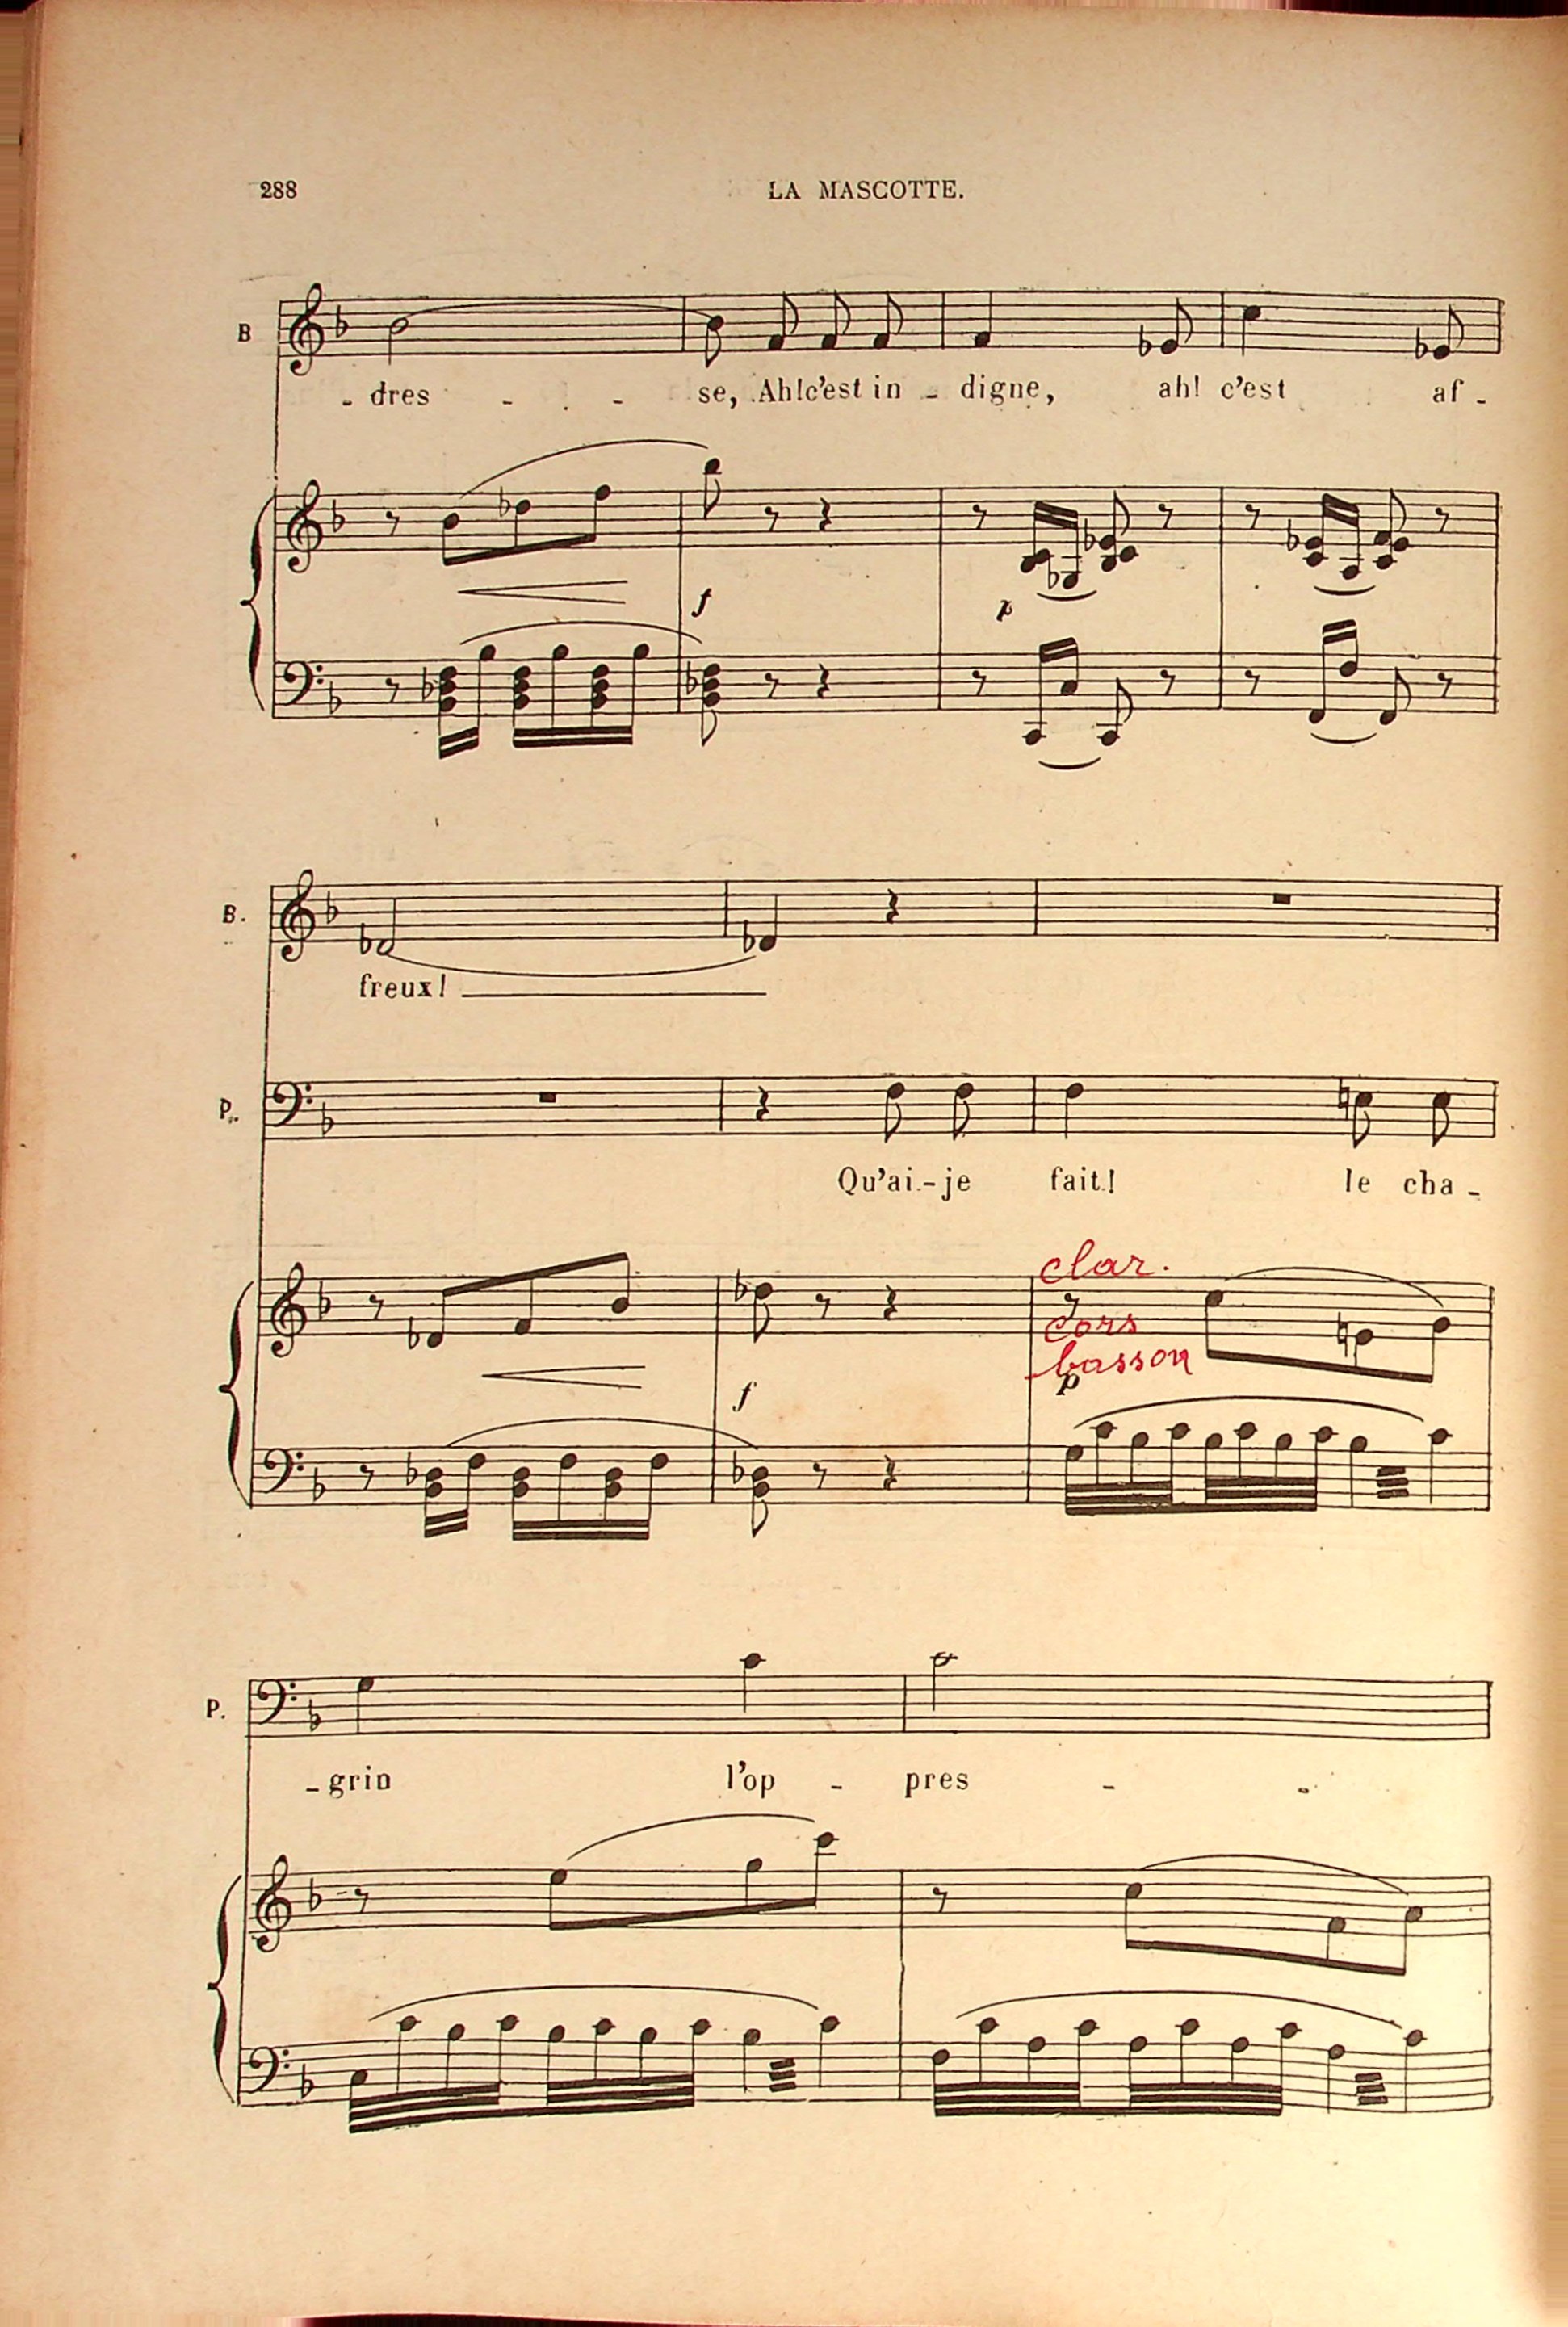 288
LA MASCOTTE.
B
- dres - - - se, Ah! c'est in - digne, ah! c'est af -
f
p
B.
freux!
P.
Qu'ai-je fait! le cha -
clar.
cors
basson
f
p
P.
- grin l'op - pres - -